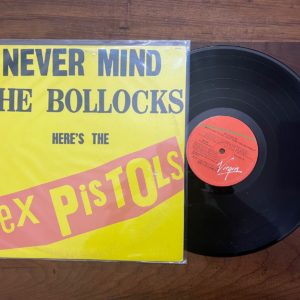 NEVER MIND
HE BOLLOCKS
HERE'S THE
ex PiSTOLs
Virgin